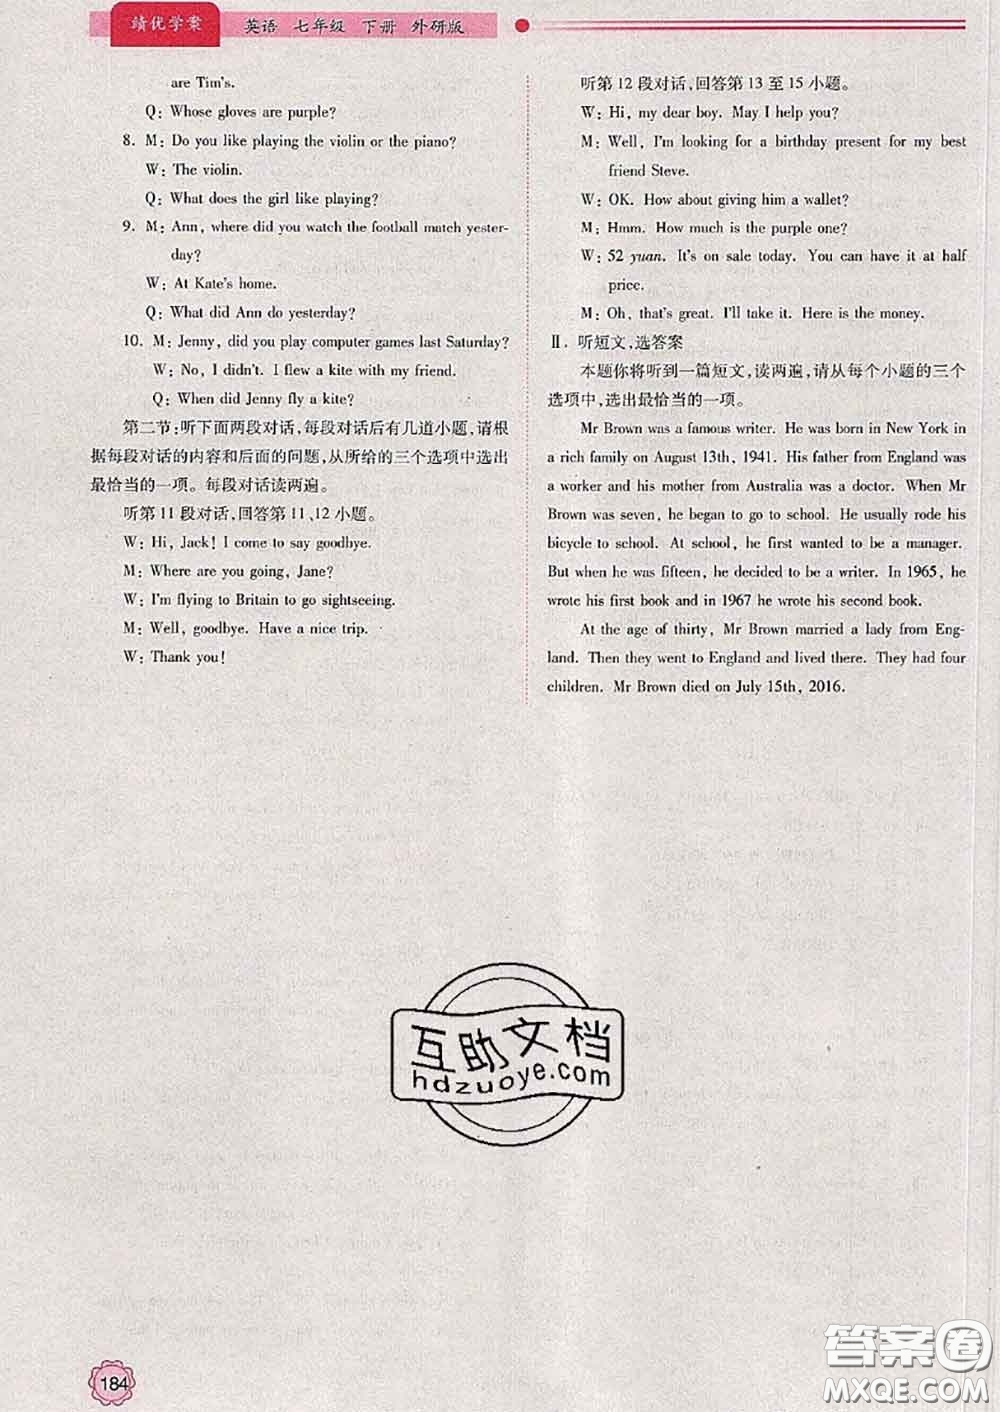 绩优学案 英语 七年级 下册 外研版
are Tim's.
Q: Whose gloves are purple?
8. M: Do you like playing the violin or the piano?
W: The violin.
Q: What does the girl like playing?
9. M: Ann, where did you watch the football match yester-
day?
W: At Kate's home.
Q: What did Ann do yesterday?
10. M: Jenny, did you play computer games last Saturday?
W: No, I didn't. I flew a kite with my friend.
Q: When did Jenny fly a kite?
第二节:听下面两段对话,每段对话后有几道小题,请根
据每段对话的内容和后面的问题,从所给的三个选项中选出
最恰当的一项。每段对话读两遍。
听第11段对话,回答第11、12小题。
W: Hi, Jack! I come to say goodbye.
M: Where are you going, Jane?
W: I'm flying to Britain to go sightseeing.
M: Well, goodbye. Have a nice trip.
W: Thank you!
听第12段对话,回答第13至15小题。
W: Hi, my dear boy. May I help you?
M: Well, I'm looking for a birthday present for my best
friend Steve.
W: OK. How about giving him a wallet?
M: Hmm. How much is the purple one?
W: 52 yuan. It's on sale today. You can have it at half
price.
M: Oh, that's great. I'll take it. Here is the money.
Ⅱ. 听短文,选答案
本题你将听到一篇短文,读两遍,请从每个小题的三个
选项中,选出最恰当的一项。
Mr Brown was a famous writer. He was born in New York in
a rich family on August 13th, 1941. His father from England was
a worker and his mother from Australia was a doctor. When Mr
Brown was seven, he began to go to school. He usually rode his
bicycle to school. At school, he first wanted to be a manager.
But when he was fifteen, he decided to be a writer. In 1965, he
wrote his first book and in 1967 he wrote his second book.
At the age of thirty, Mr Brown married a lady from Eng-
land. Then they went to England and lived there. They had four
children. Mr Brown died on July 15th, 2016.
互助文档
hdzuoye.com
184
答案圈
MXQE.COM